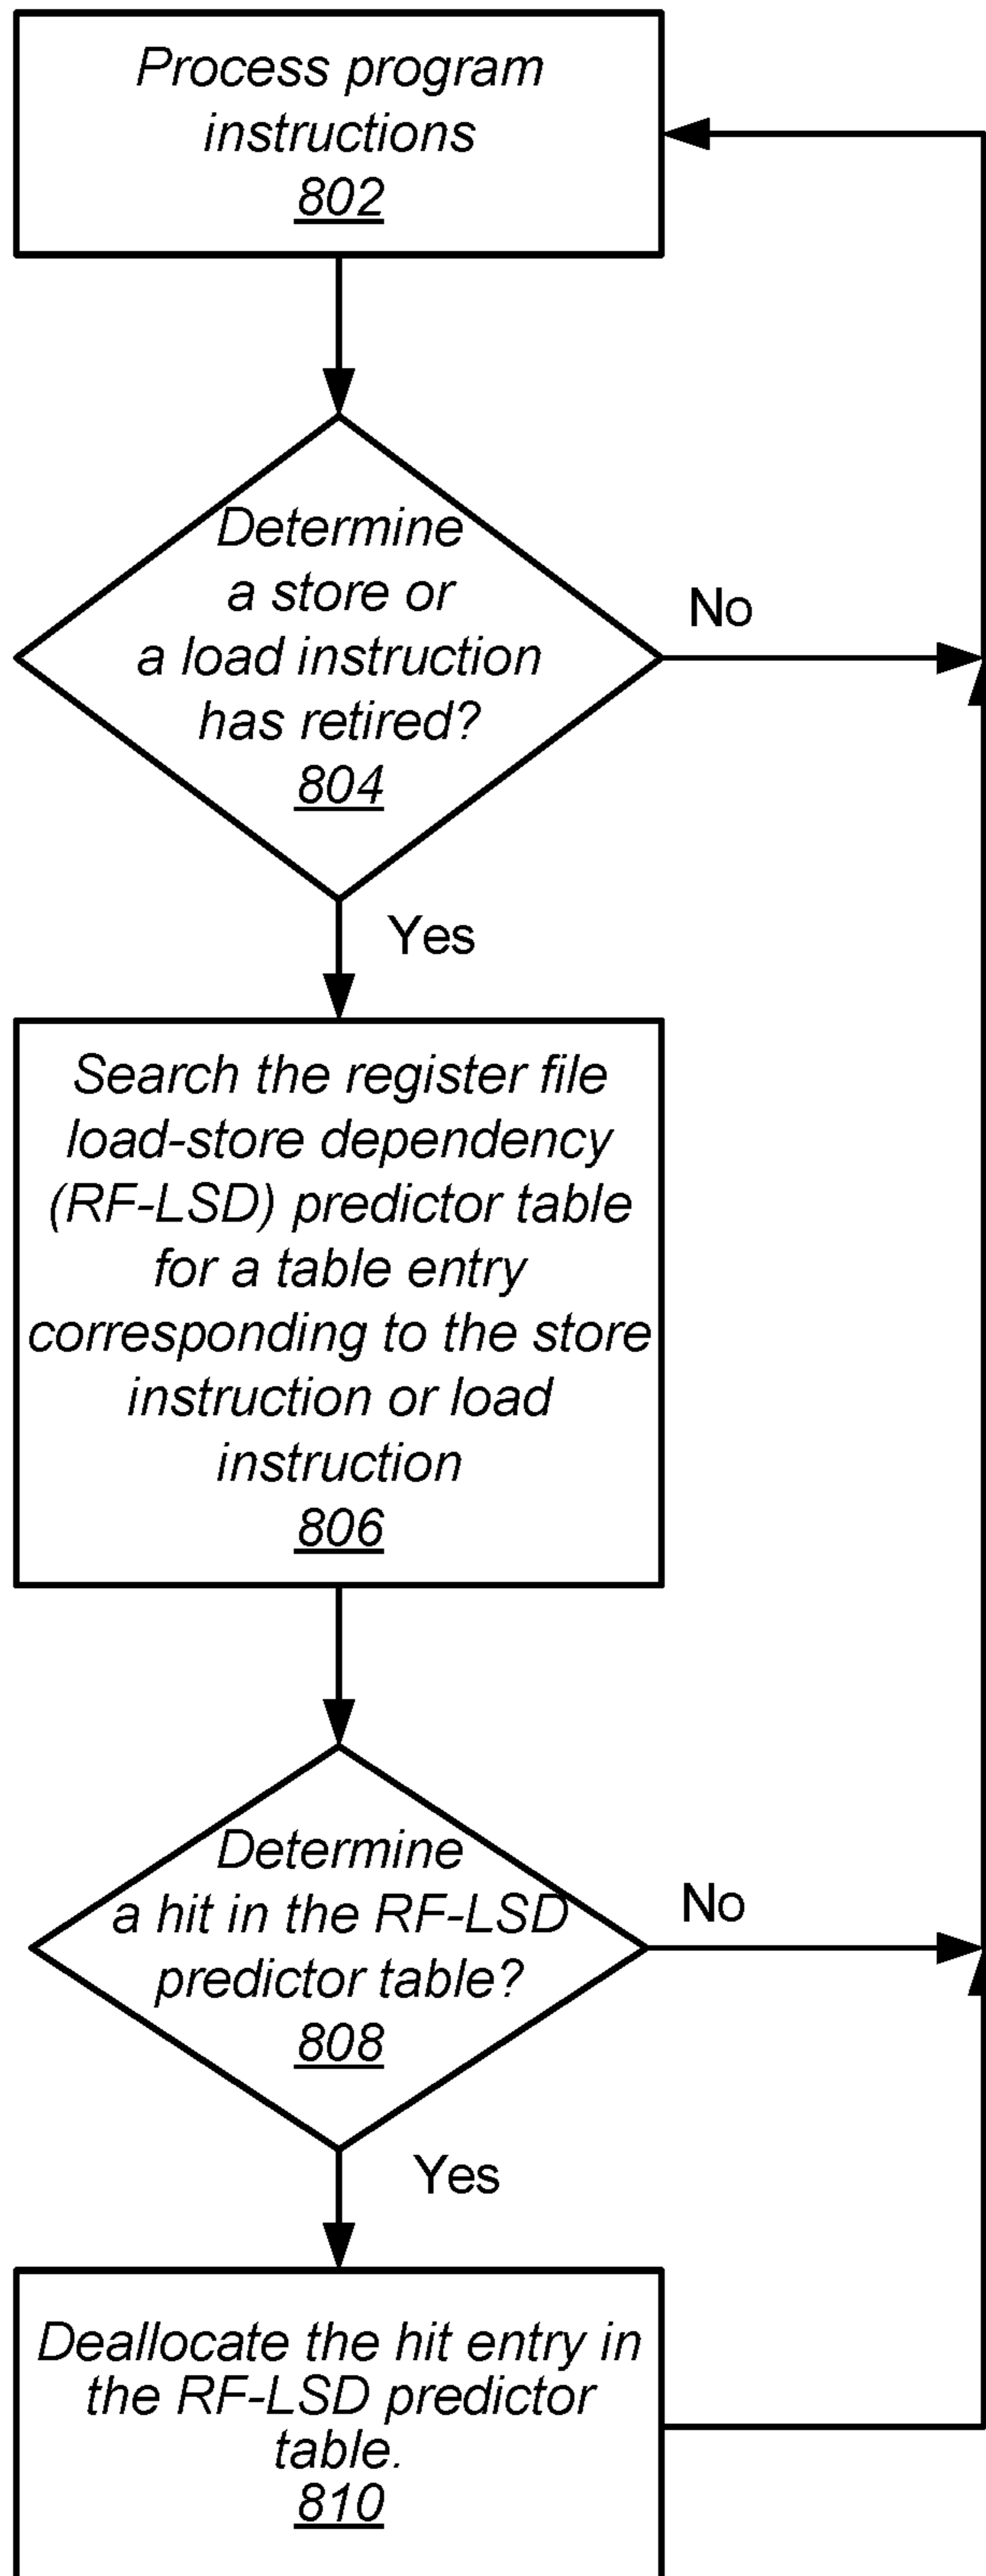 Process program
instructions
802
Determine
a store or
a load instruction
has retired?
804
No
Yes
Search the register file
load-store dependency
(RF-LSD) predictor table
for a table entry
corresponding to the store
instruction or load
instruction
806
Determine
a hit in the RF-LSD
predictor table?
808
No
Yes
Deallocate the hit entry in
the RF-LSD predictor
table.
810